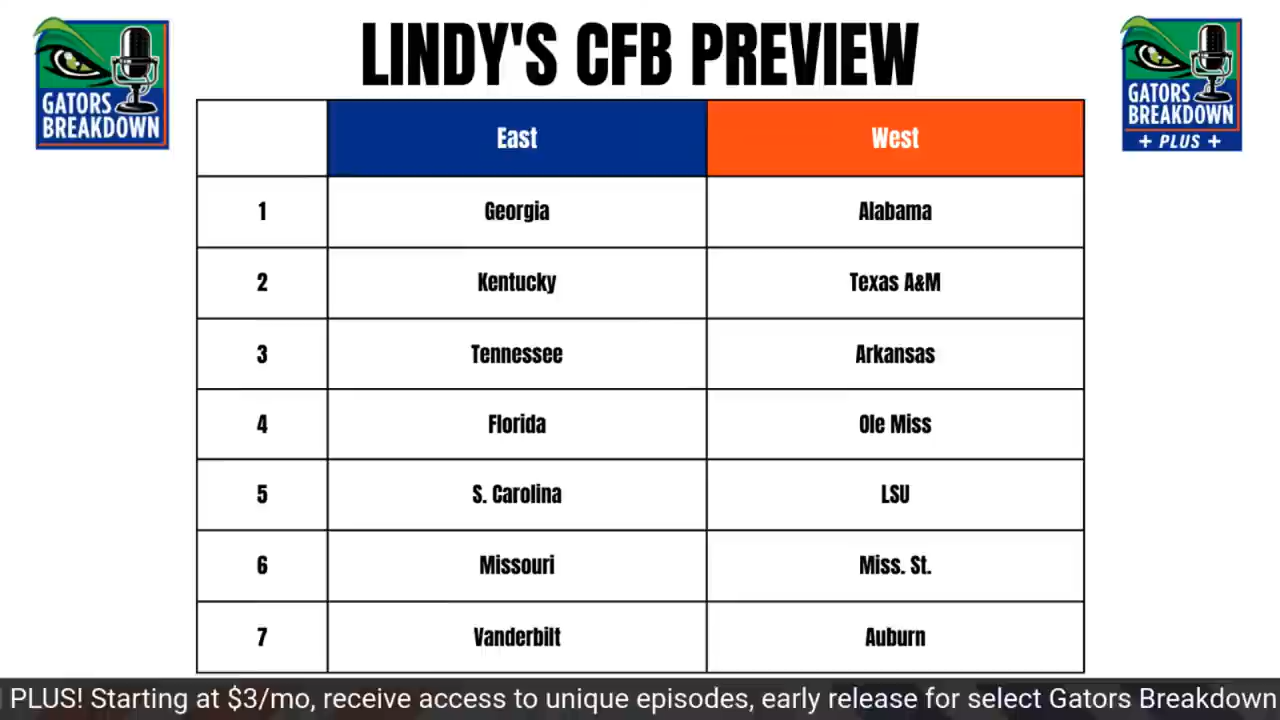 LINDY'S CFB PREVIEW
GATORS
BREAKDOWN
GATORS
BREAKDOWN
+ PLUS +
East West
1 Georgia Alabama
2 Kentucky Texas A&M
3 Tennessee Arkansas
4 Florida Ole Miss
5 S. Carolina LSU
6 Missouri Miss. St.
7 Vanderbilt Auburn
PLUS! Starting at $3/mo, receive access to unique episodes, early release for select Gators Breakdown